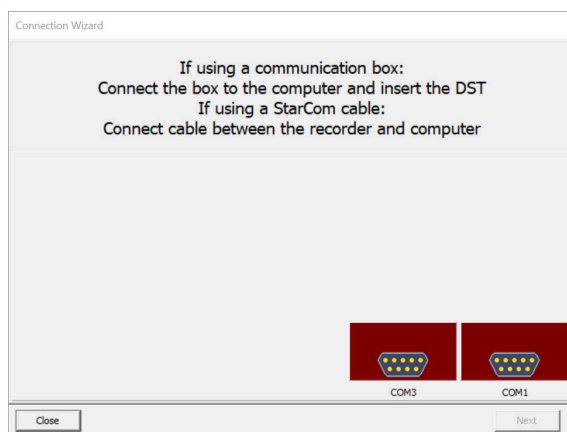 Connection Wizard
If using a communication box:
Connect the box to the computer and insert the DST
If using a StarCom cable:
Connect cable between the recorder and computer
COM3 COM1
Close Next